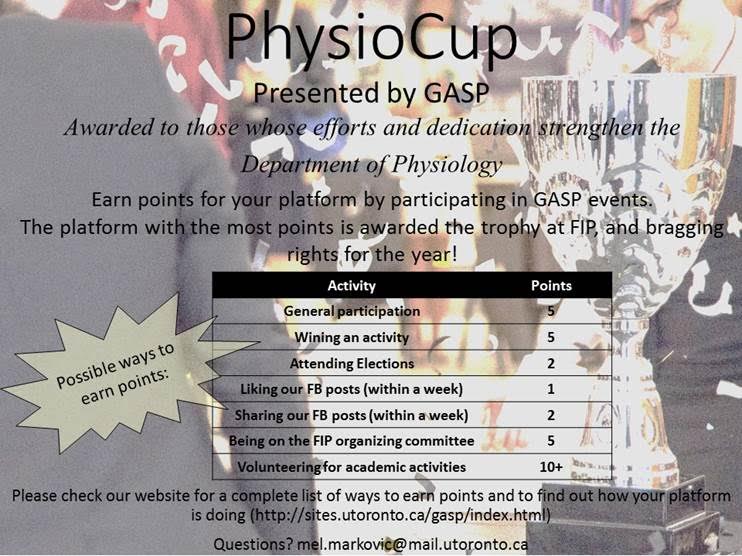 PhysioCup
Presented by GASP
Awarded to those whose efforts and dedication strengthen the
Department of Physiology
Earn points for your platform by participating in GASP events.
The platform with the most points is awarded the trophy at FIP, and bragging
rights for the year!
Activity Points
General participation 5
Wining an activity 5
Attending Elections 2
Liking our FB posts (within a week) 1
Sharing our FB posts (within a week) 2
Being on the FIP organizing committee 5
Volunteering for academic activities 10+
Possible ways to
earn points:
Please check our website for a complete list of ways to earn points and to find out how your platform
is doing (http://sites.utoronto.ca/gasp/index.html)
Questions? mel.markovic@mail.utoronto.ca